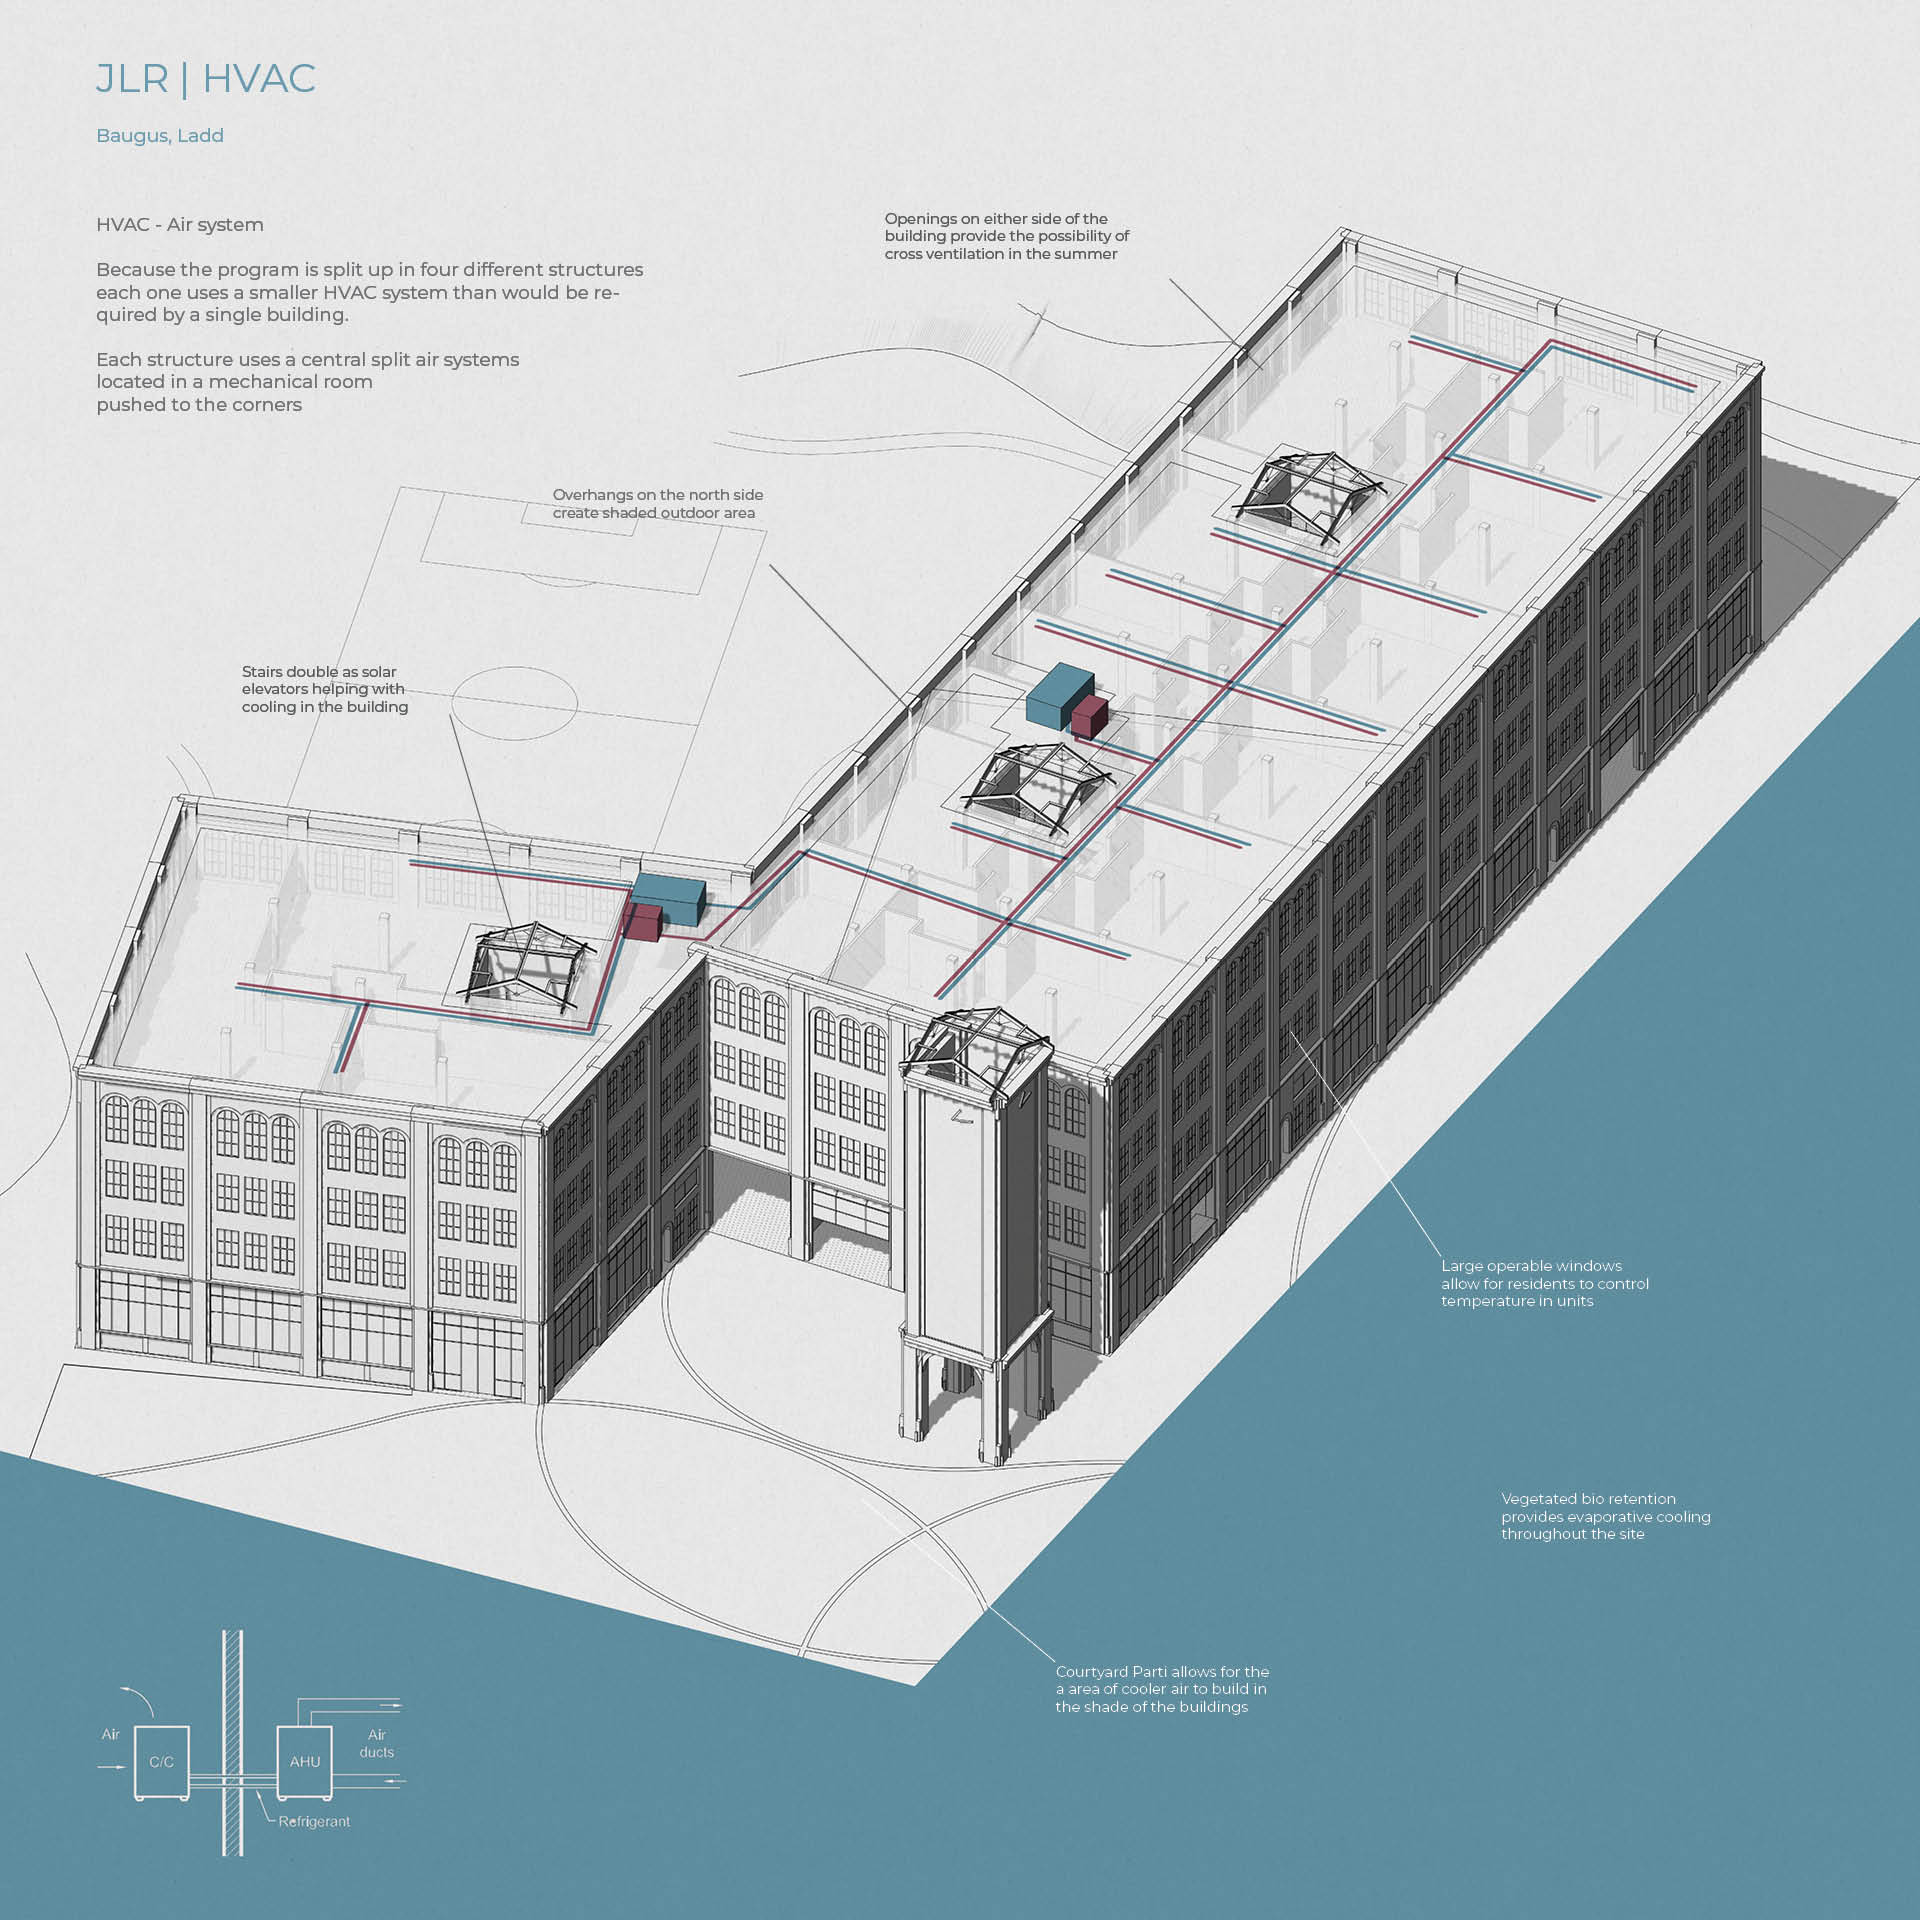 JLR | HVAC
Baugus, Ladd
HVAC - Air system
Because the program is split up in four different structures
each one uses a smaller HVAC system than would be re-
quired by a single building.
Each structure uses a central split air systems
located in a mechanical room
pushed to the corners
Openings on either side of the
building provide the possibility of
cross ventilation in the summer
Overhangs on the north side
create shaded outdoor area
Stairs double as solar
elevators helping with
cooling in the building
Large operable windows
allow for residents to control
temperature in units
Vegetated bio retention
provides evaporative cooling
throughout the site
Courtyard Parti allows for the
a area of cooler air to build in
the shade of the buildings
Air
C/C
AHU
Air
ducts
Refrigerant